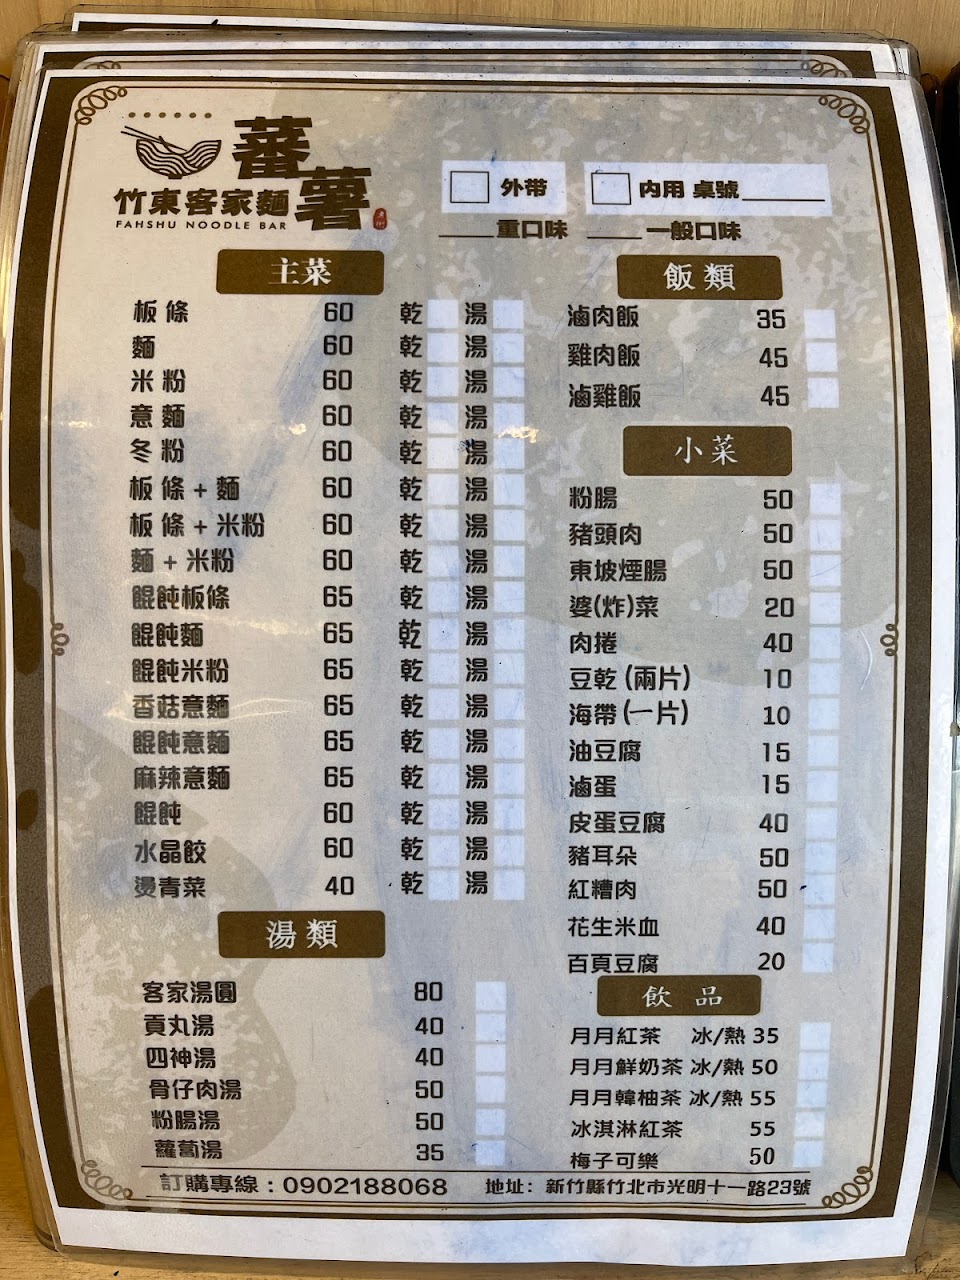 蕃薯
竹東客家麵
FAHSHU NOODLE BAR
外帶 內用 桌號______
____重口味 ____一般口味
主菜
板條 60 乾 湯
麵 60 乾 湯
米粉 60 乾 湯
意麵 60 乾 湯
冬粉 60 乾 湯
板條+麵 60 乾 湯
板條+米粉 60 乾 湯
麵+米粉 60 乾 湯
餛飩板條 65 乾 湯
餛飩麵 65 乾 湯
餛飩米粉 65 乾 湯
香菇意麵 65 乾 湯
餛飩意麵 65 乾 湯
麻辣意麵 65 乾 湯
餛飩 60 乾 湯
水晶餃 60 乾 湯
燙青菜 40 乾 湯
湯類
客家湯圓 80
貢丸湯 40
四神湯 40
骨仔肉湯 50
粉腸湯 50
蘿蔔湯 35
飯類
滷肉飯 35
雞肉飯 45
滷雞飯 45
小菜
粉腸 50
豬頭肉 50
東坡煙腸 50
婆(炸)菜 20
肉捲 40
豆乾(兩片) 10
海帶(一片) 10
油豆腐 15
滷蛋 15
皮蛋豆腐 40
豬耳朵 50
紅糟肉 50
花生米血 40
百頁豆腐 20
飲品
月月紅茶 冰/熱 35
月月鮮奶茶 冰/熱 50
月月韓柚茶 冰/熱 55
冰淇淋紅茶 55
梅子可樂 50
訂購專線：0902188068 地址：新竹縣竹北市光明十一路23號